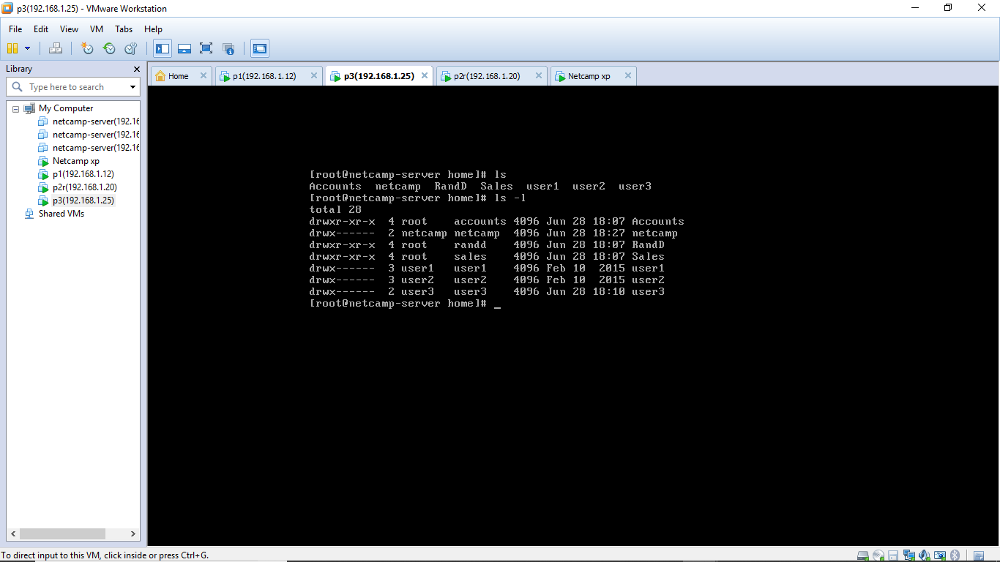 p3(192.168.1.25) - VMware Workstation
File Edit View VM Tabs Help
Library
Type here to search
My Computer
netcamp-server(192.16
netcamp-server(192.16
netcamp-server(192.16
Netcamp xp
p1(192.168.1.12)
p2r(192.168.1.20)
p3(192.168.1.25)
Shared VMs
Home p1(192.168.1.12) p3(192.168.1.25) p2r(192.168.1.20) Netcamp xp
[root@netcamp-server home]# ls
Accounts  netcamp  RandD  Sales  user1  user2  user3
[root@netcamp-server home]# ls -l
total 28
drwxr-xr-x  4 root    accounts 4096 Jun 28 18:07 Accounts
drwx------  2 netcamp netcamp  4096 Jun 28 18:27 netcamp
drwxr-xr-x  4 root    randd    4096 Jun 28 18:07 RandD
drwxr-xr-x  4 root    sales    4096 Jun 28 18:07 Sales
drwx------  3 user1   user1    4096 Feb 10  2015 user1
drwx------  3 user2   user2    4096 Feb 10  2015 user2
drwx------  2 user3   user3    4096 Jun 28 18:10 user3
[root@netcamp-server home]# _
To direct input to this VM, click inside or press Ctrl+G.